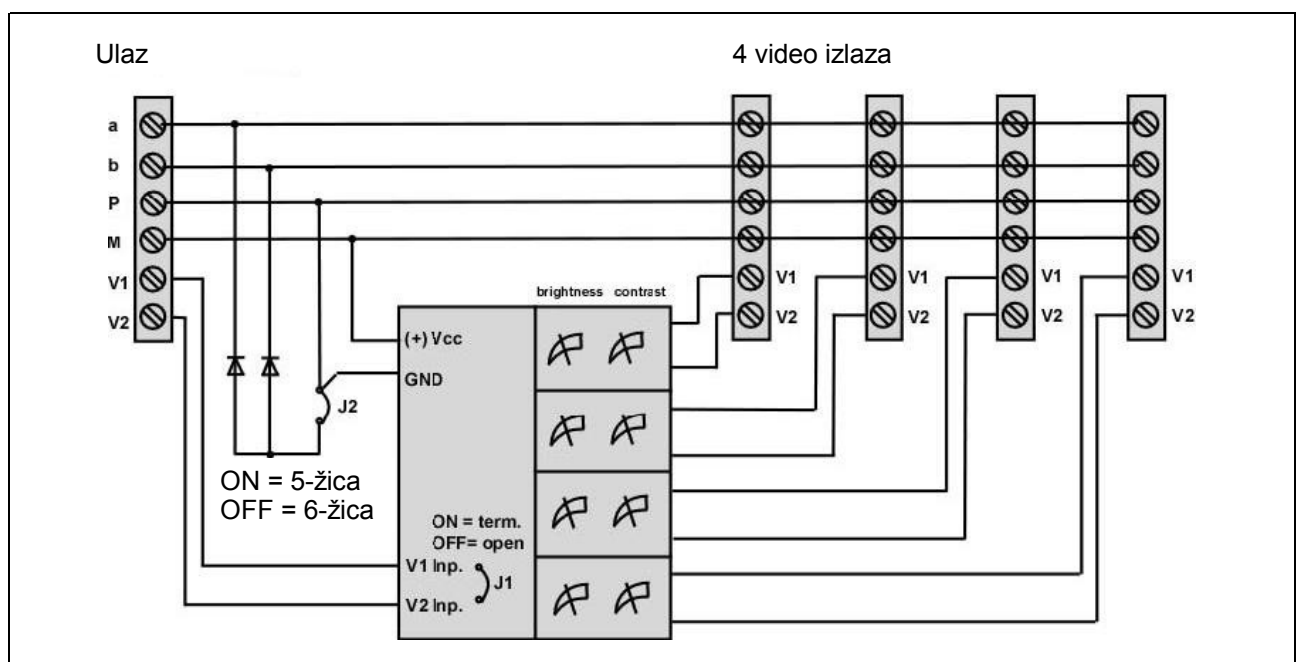 Ulaz
4 video izlaza
a
b
P
M
V1
V2
V1
V2
V1
V2
V1
V2
V1
V2
brightness contrast
(+) Vcc
GND
J2
ON = 5-žica
OFF = 6-žica
ON = term.
OFF= open
V1 Inp.
J1
V2 Inp.